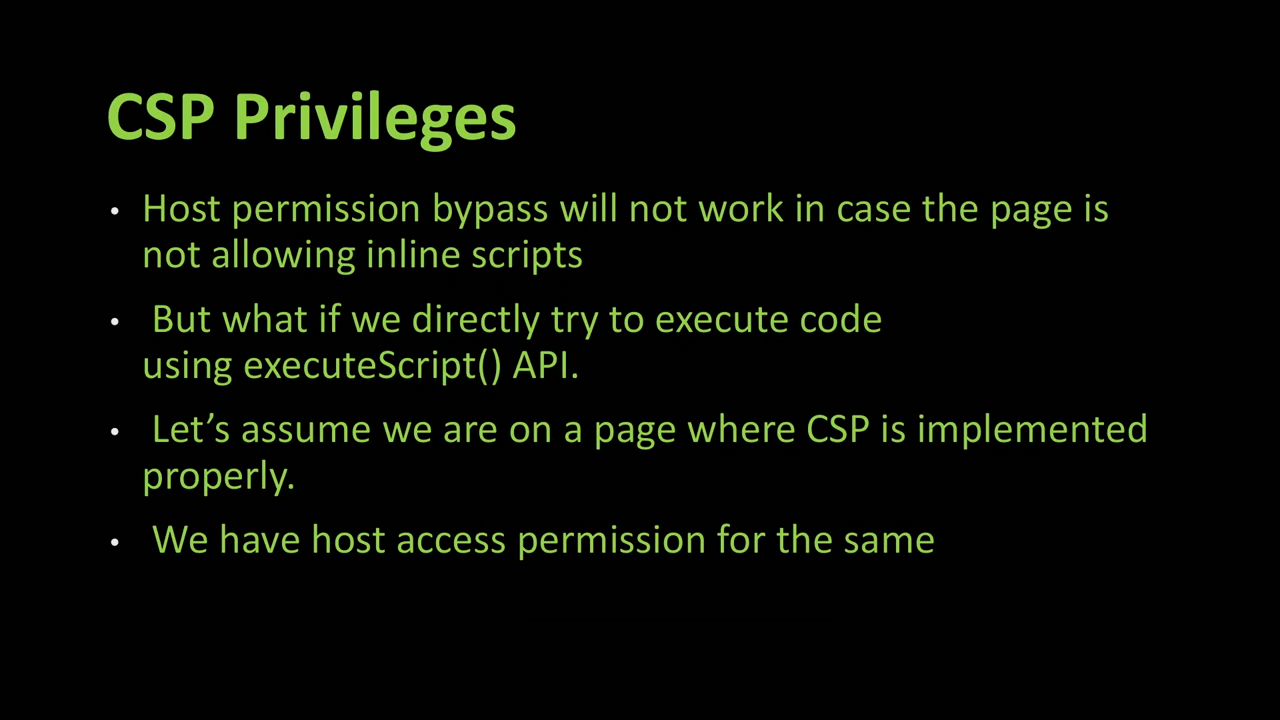 CSP Privileges
• Host permission bypass will not work in case the page is
not allowing inline scripts
• But what if we directly try to execute code
using executeScript() API.
• Let’s assume we are on a page where CSP is implemented
properly.
• We have host access permission for the same